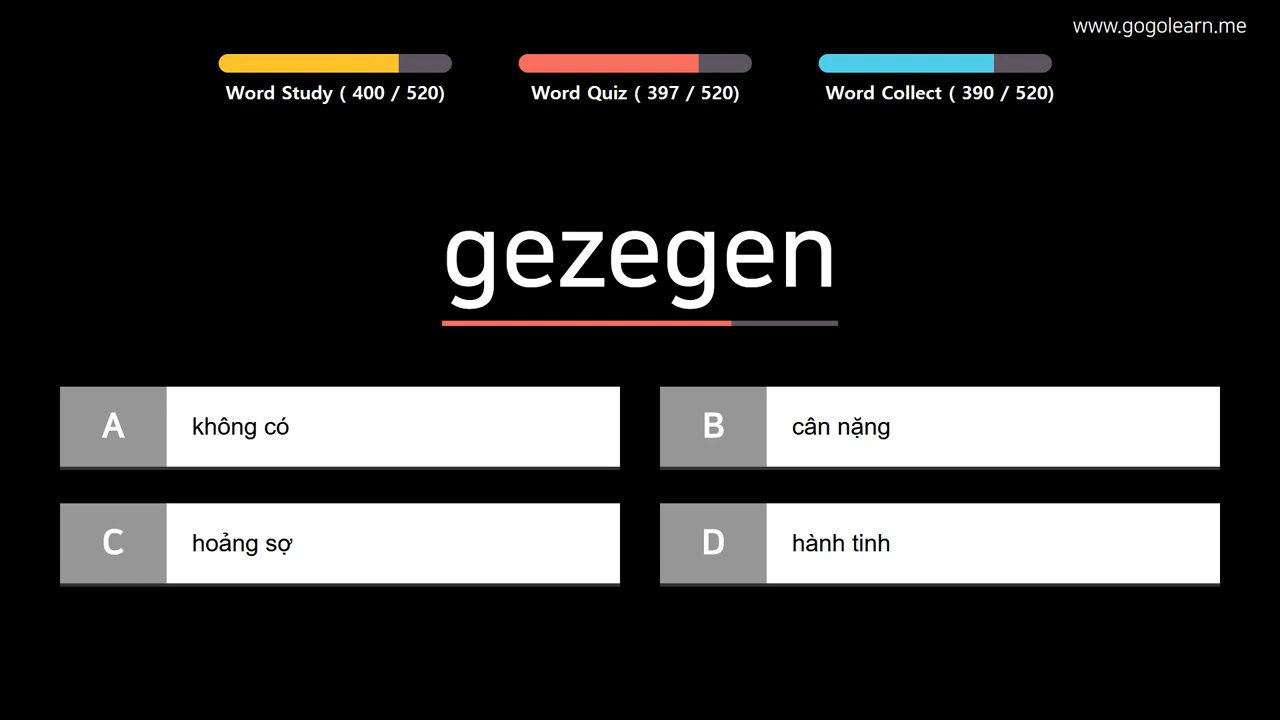 www.gogolearn.me
Word Study ( 400 / 520)
Word Quiz ( 397 / 520)
Word Collect ( 390 / 520)
gezegen
A
không có
B
cân nặng
C
hoảng sợ
D
hành tinh